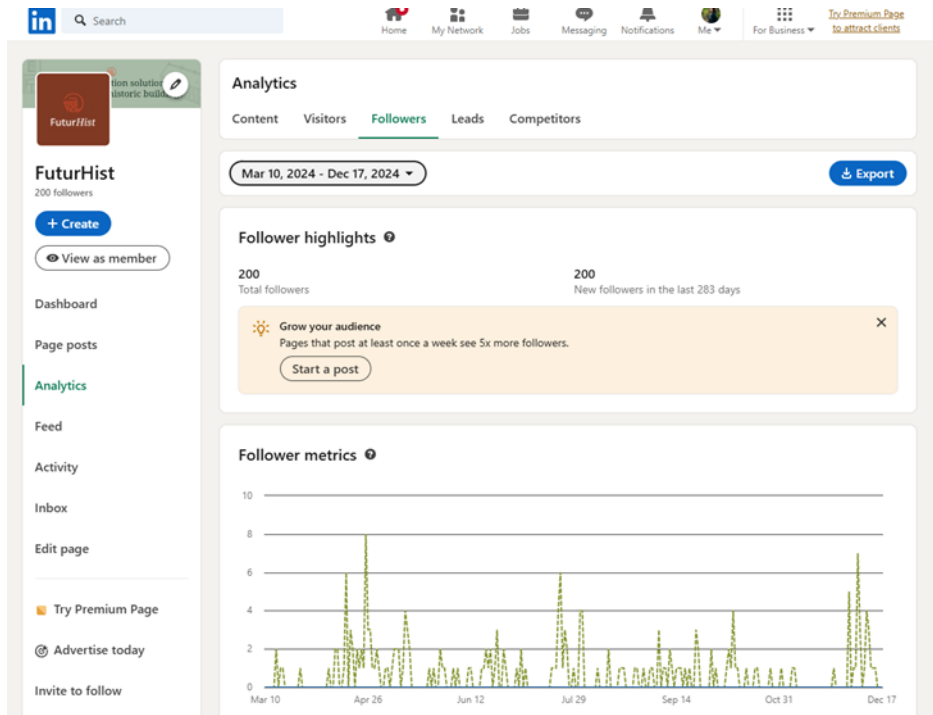 in
Search
Home
My Network
Jobs
Messaging
Notifications
Me
For Business
Try Premium Page
to attract clients
tion solution
historic build
FuturHist
FuturHist
200 followers
+ Create
View as member
Dashboard
Page posts
Analytics
Feed
Activity
Inbox
Edit page
Try Premium Page
Advertise today
Invite to follow
Analytics
Content Visitors Followers Leads Competitors
Mar 10, 2024 - Dec 17, 2024
Export
Follower highlights ?
200
Total followers
200
New followers in the last 283 days
Grow your audience
Pages that post at least once a week see 5x more followers.
Start a post
Follower metrics ?
10
8
6
4
2
0
Mar 10 Apr 26 Jun 12 Jul 29 Sep 14 Oct 31 Dec 17